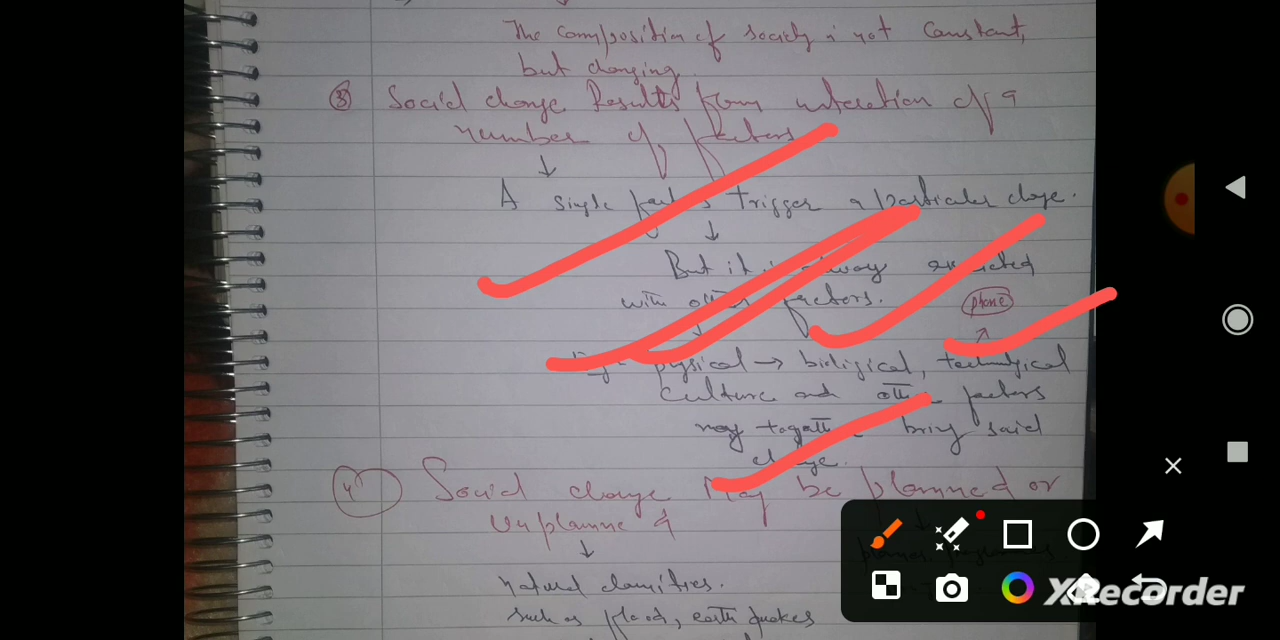 The composition of society is not constant,
but changing.
③ Social change Results from interaction of a
number of factors
↓
A single factor trigger a particular change.
↓
But it is always
with other factors.
phone
physical → biological, technological
culture and other factors
may together bring social
change.
4 Social change May be planned or
Unplanned
↓
natural clamities.
such as flood, earth quakes
XRecorder